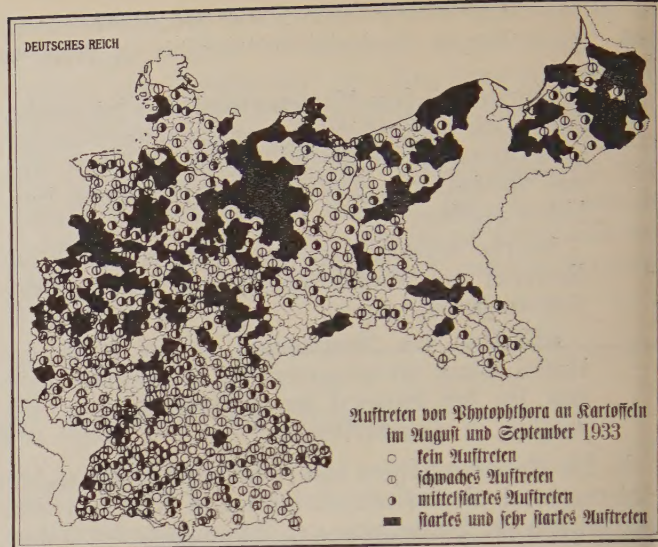 DEUTSCHES REICH
Auftreten von Phytophthora an Kartoffeln
im August und September 1933
kein Auftreten
schwaches Auftreten
mittelstarkes Auftreten
starkes und sehr starkes Auftreten